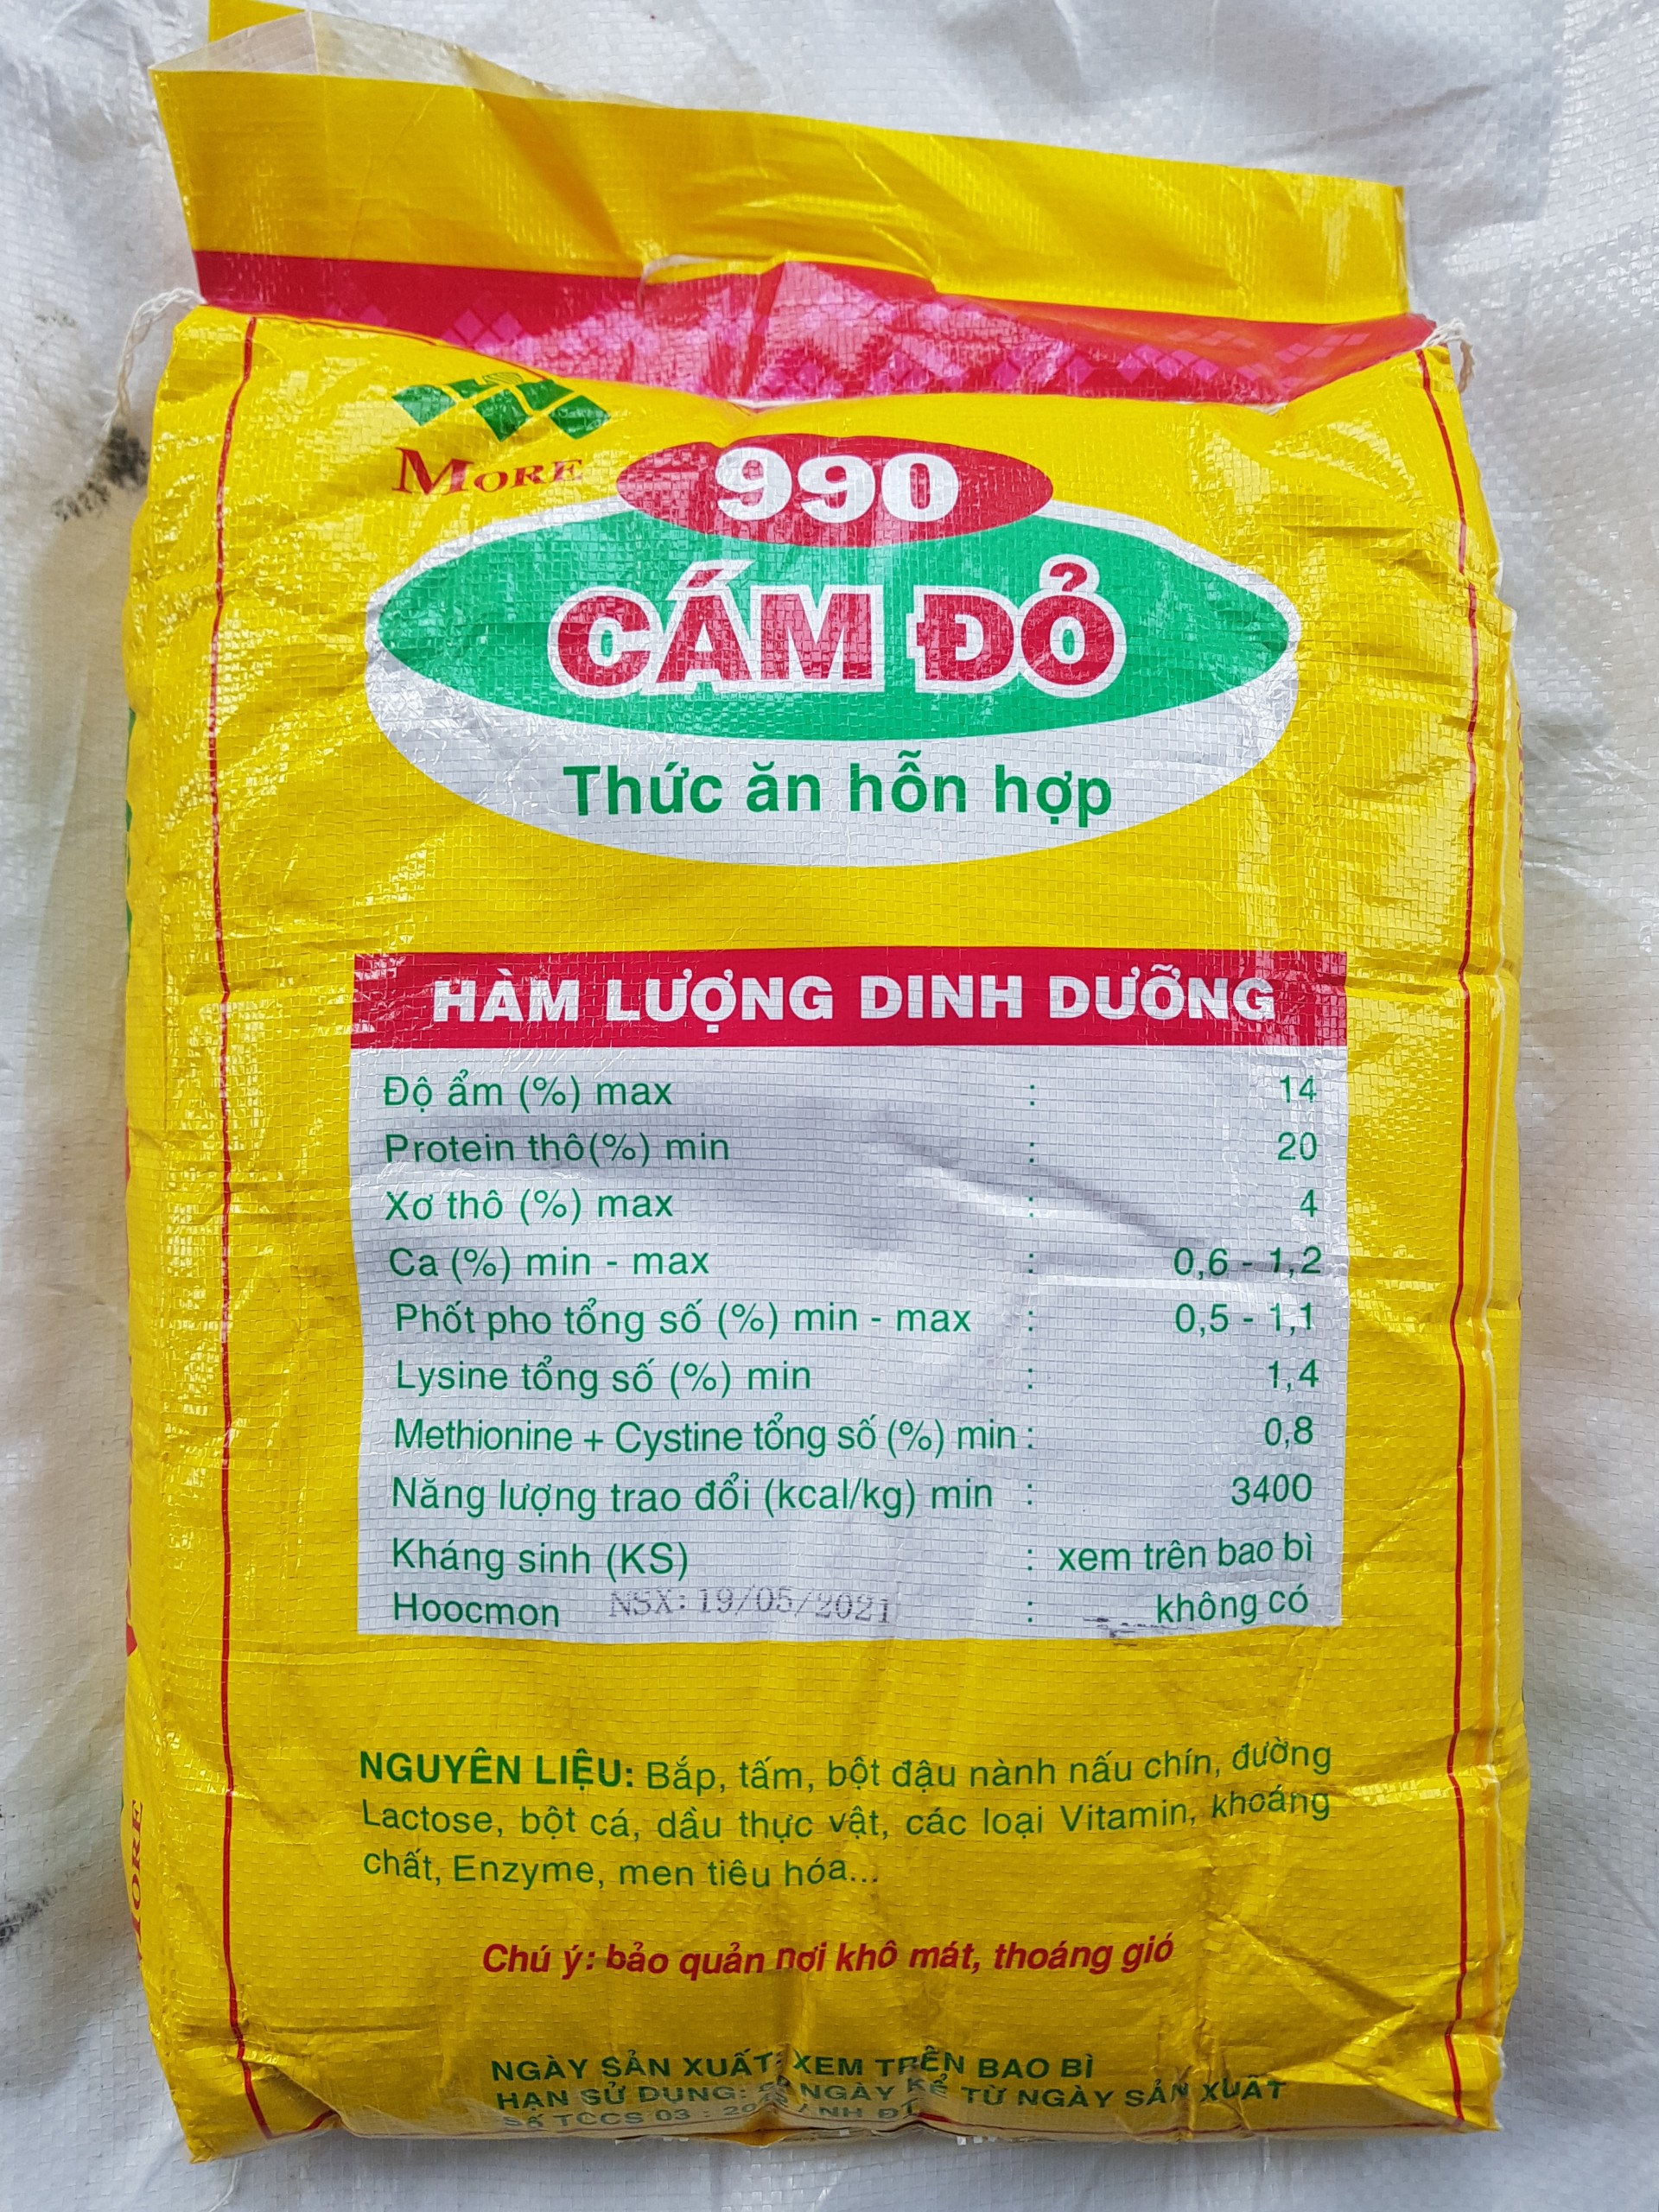 MORE
990
CÁM ĐỎ
Thức ăn hỗn hợp
HÀM LƯỢNG DINH DƯỠNG
Độ ẩm (%) max : 14
Protein thô(%) min : 20
Xơ thô (%) max : 4
Ca (%) min - max : 0,6 - 1,2
Phốt pho tổng số (%) min - max : 0,5 - 1,1
Lysine tổng số (%) min : 1,4
Methionine + Cystine tổng số (%) min : 0,8
Năng lượng trao đổi (kcal/kg) min : 3400
Kháng sinh (KS) : xem trên bao bì
Hoocmon : không có
NSX: 19/05/2021
NGUYÊN LIỆU: Bắp, tấm, bột đậu nành nấu chín, đường
Lactose, bột cá, dầu thực vật, các loại Vitamin, khoáng
chất, Enzyme, men tiêu hóa...
Chú ý: bảo quản nơi khô mát, thoáng gió
NGÀY SẢN XUẤT: XEM TRÊN BAO BÌ
HẠN SỬ DỤNG: NGÀY KỂ TỪ NGÀY SẢN XUẤT
Số TCCS 03 :
MORE